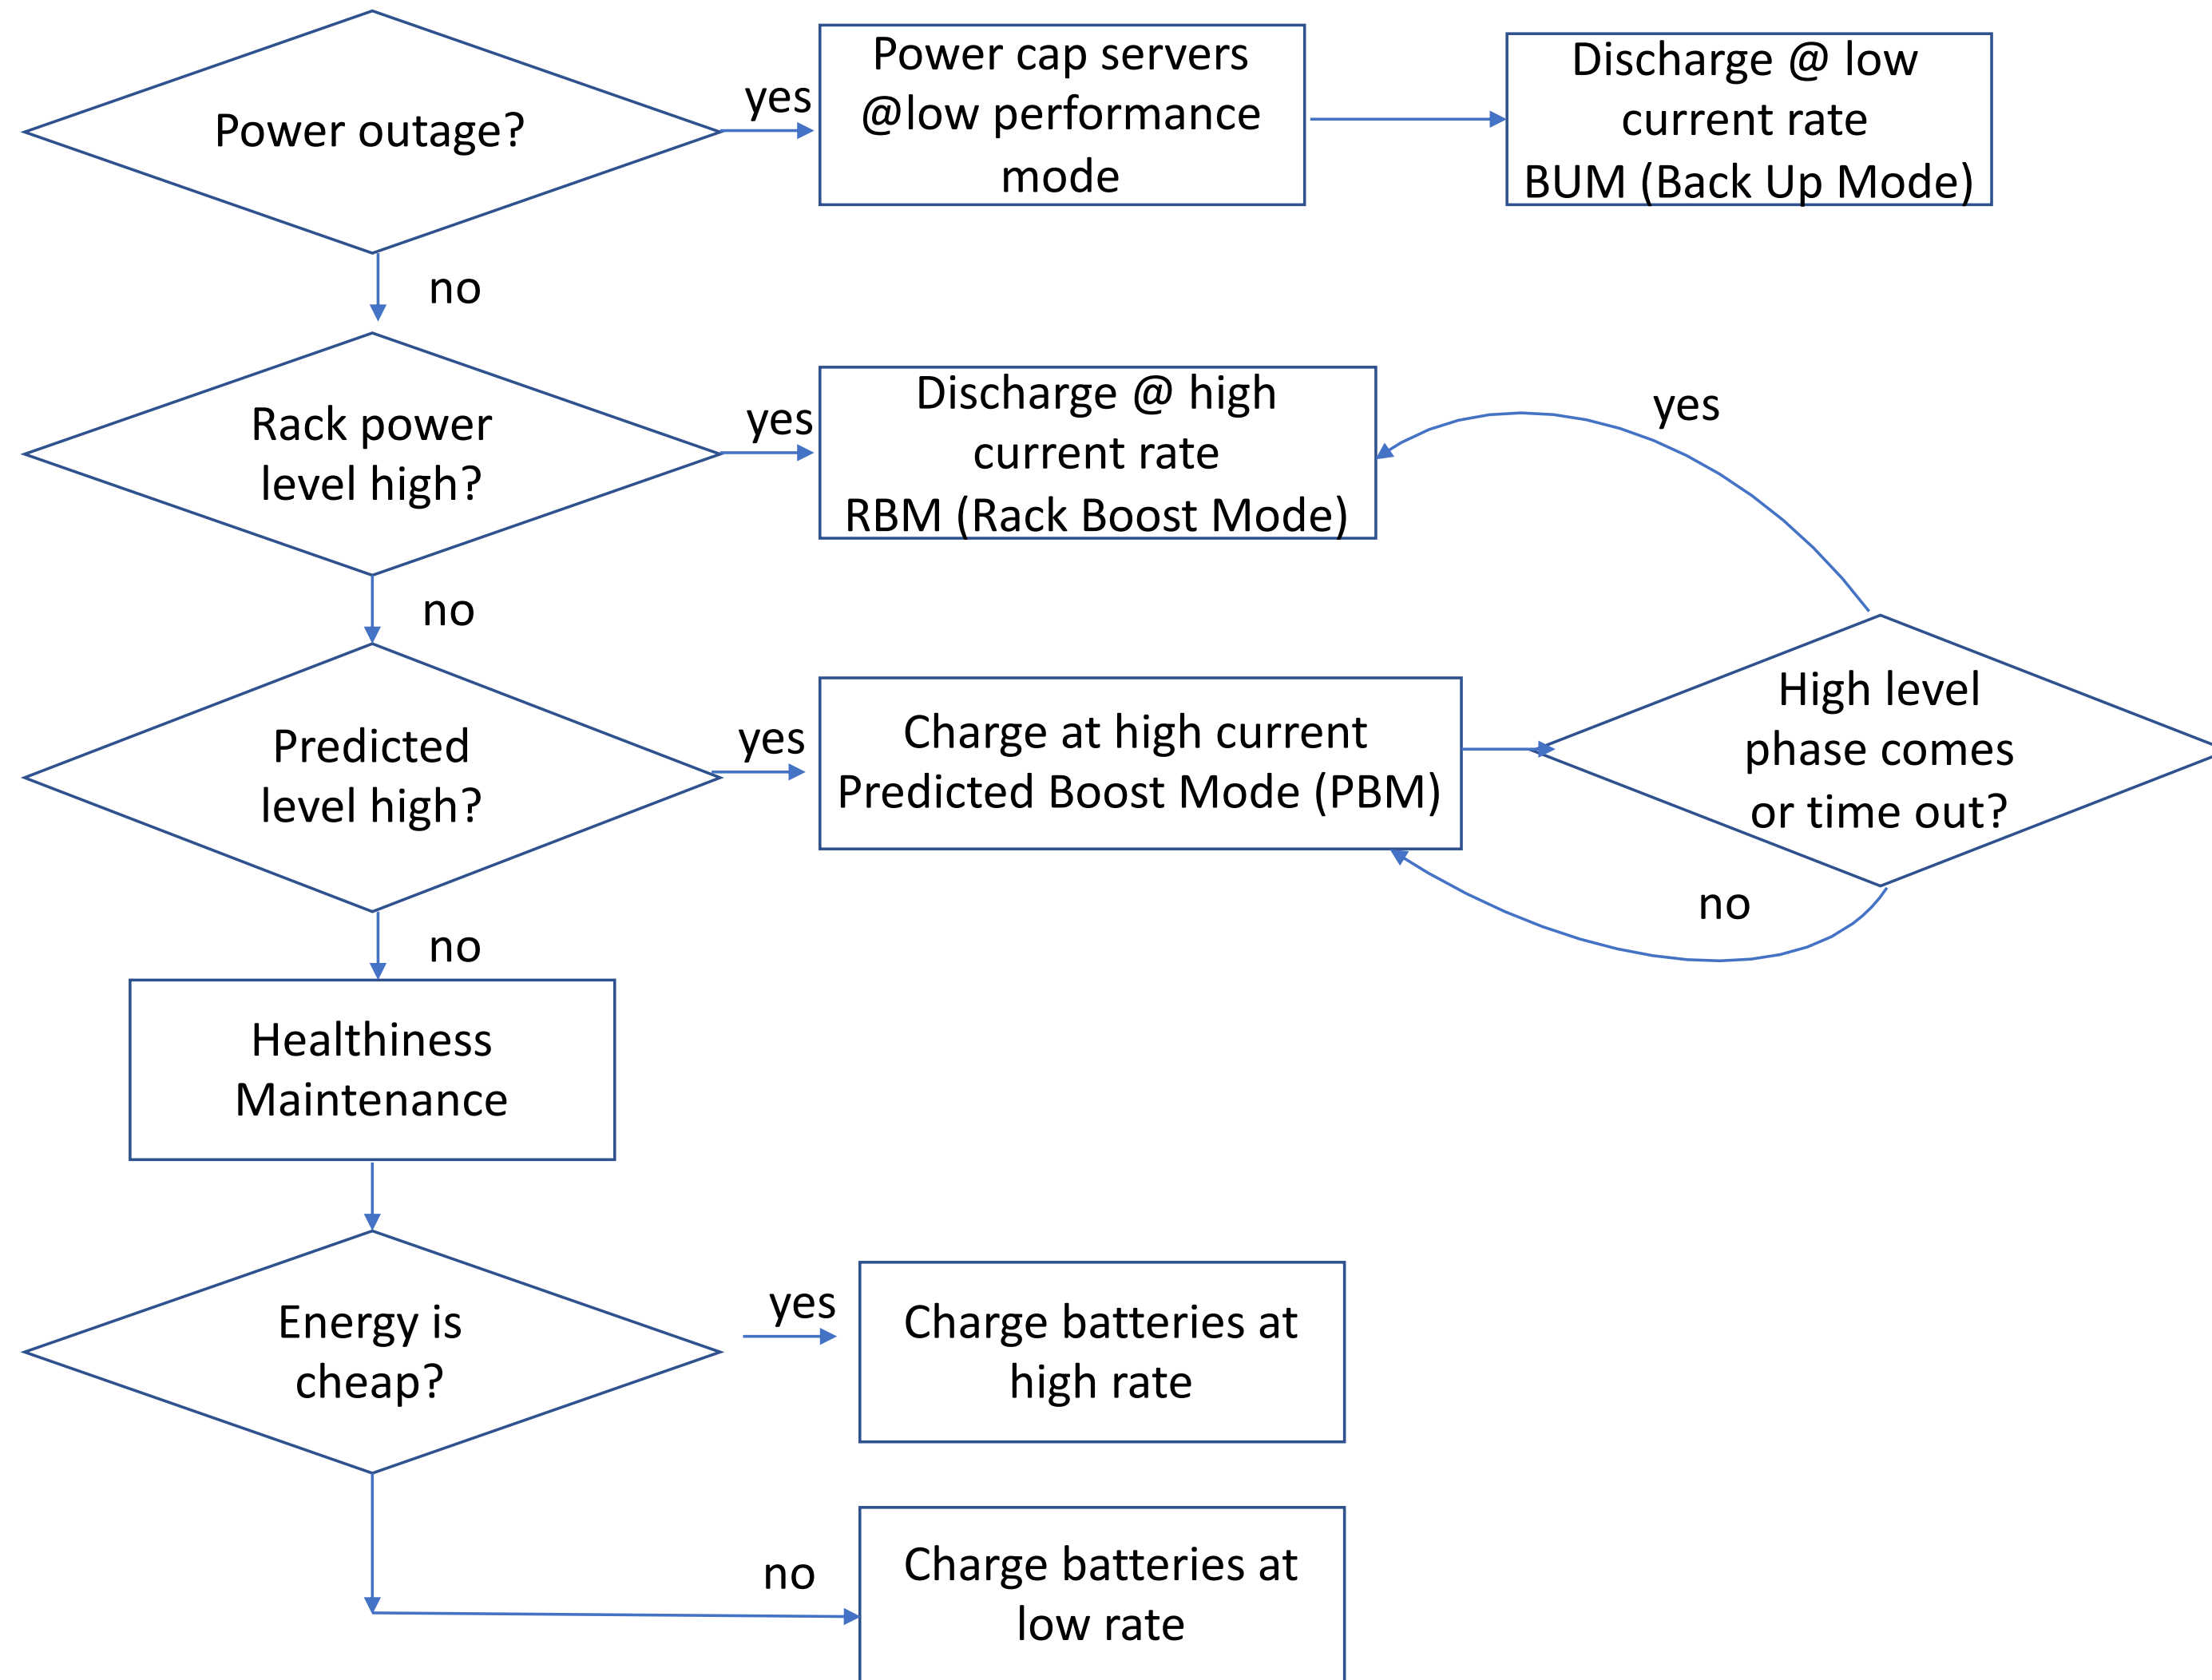 Power outage?
yes
Power cap servers
@low performance
mode
Discharge @ low
current rate
BUM (Back Up Mode)
no
Rack power
level high?
yes
Discharge @ high
current rate
RBM (Rack Boost Mode)
yes
no
Predicted
level high?
yes
Charge at high current
Predicted Boost Mode (PBM)
High level
phase comes
or time out?
no
no
Healthiness
Maintenance
Energy is
cheap?
yes
Charge batteries at
high rate
no
Charge batteries at
low rate